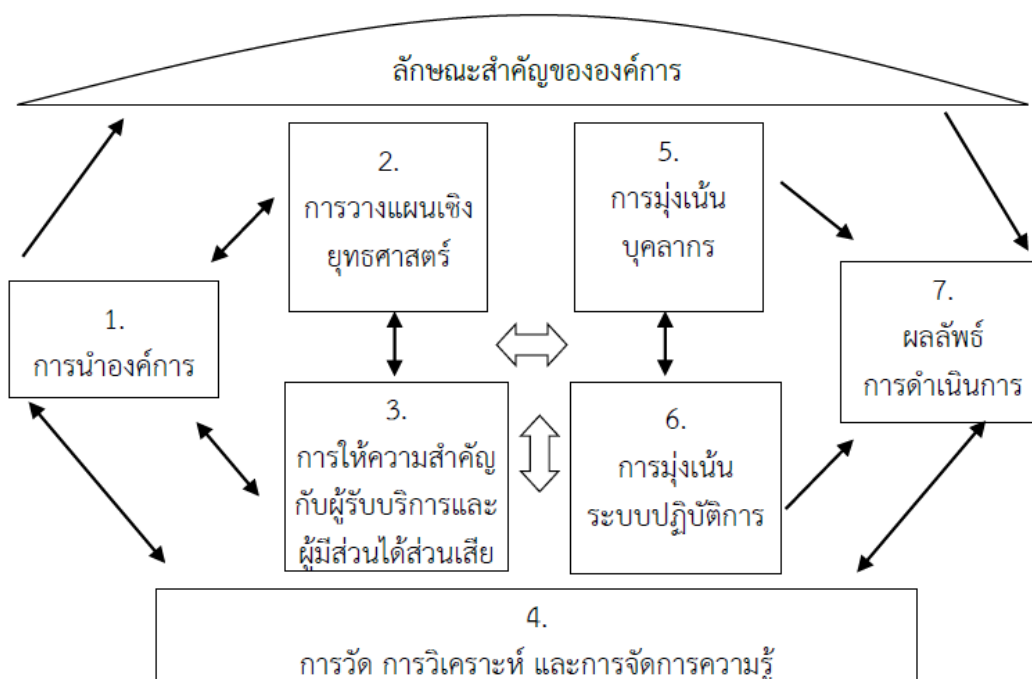 ลักษณะสำคัญขององค์การ
2.
การวางแผนเชิง
ยุทธศาสตร์
5.
การมุ่งเน้น
บุคลากร
1.
การนำองค์การ
7.
ผลลัพธ์
การดำเนินการ
3.
การให้ความสำคัญ
กับผู้รับบริการและ
ผู้มีส่วนได้ส่วนเสีย
6.
การมุ่งเน้น
ระบบปฏิบัติการ
4.
การวัด การวิเคราะห์ และการจัดการความรู้